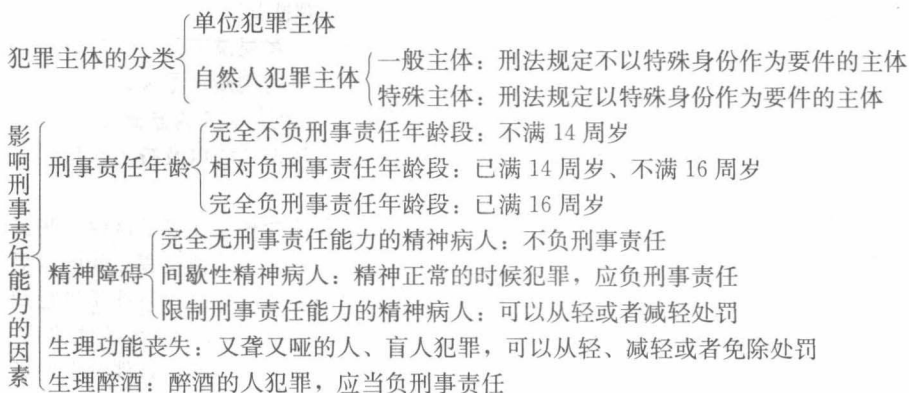 犯罪主体的分类
单位犯罪主体
自然人犯罪主体
一般主体：刑法规定不以特殊身份作为要件的主体
特殊主体：刑法规定以特殊身份作为要件的主体
影响刑事责任能力的因素
刑事责任年龄
完全不负刑事责任年龄段：不满 14 周岁
相对负刑事责任年龄段：已满 14 周岁、不满 16 周岁
完全负刑事责任年龄段：已满 16 周岁
精神障碍
完全无刑事责任能力的精神病人：不负刑事责任
间歇性精神病人：精神正常的时候犯罪，应负刑事责任
限制刑事责任能力的精神病人：可以从轻或者减轻处罚
生理功能丧失：又聋又哑的人、盲人犯罪，可以从轻、减轻或者免除处罚
生理醉酒：醉酒的人犯罪，应当负刑事责任